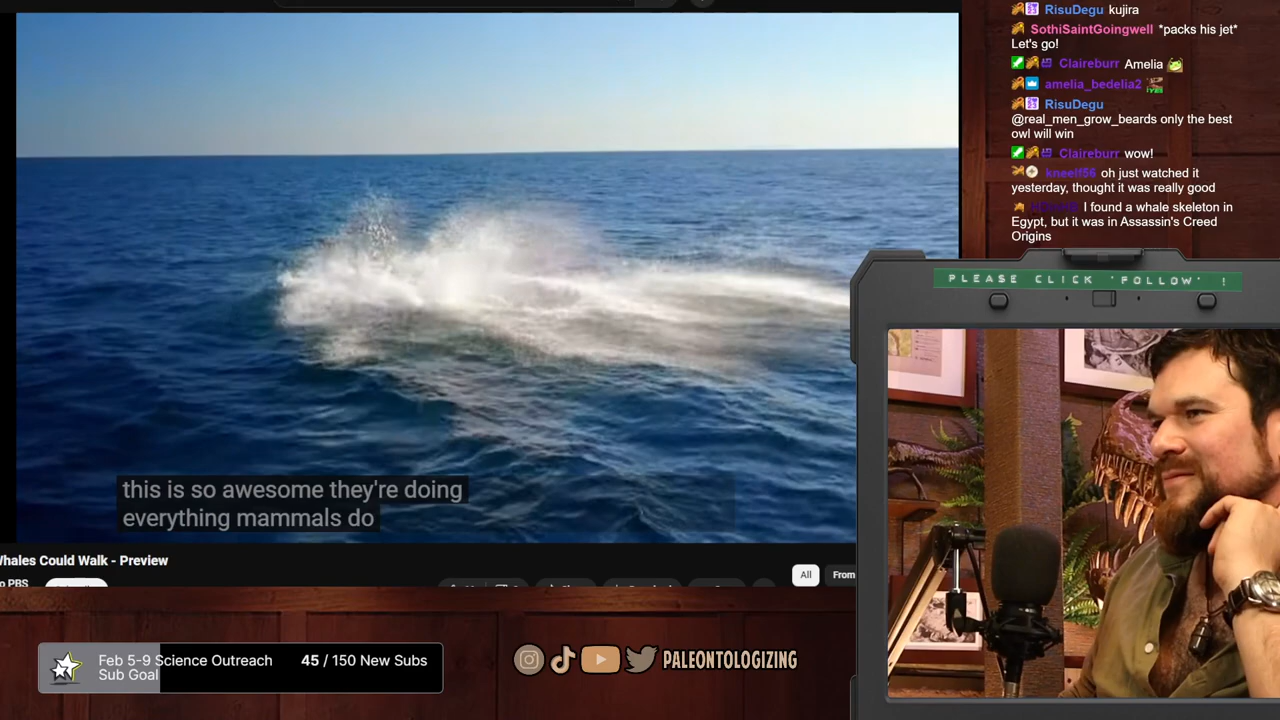 RisuDegu kujira
SothiSaintGoingwell *packs his jet*
Let's go!
Claireburr Amelia
amelia_bedelia2
RisuDegu
@real_men_grow_beards only the best
owl will win
Claireburr wow!
kneelf56 oh just watched it
yesterday, thought it was really good
I found a whale skeleton in
Egypt, but it was in Assassin's Creed
Origins
PLEASE CLICK 'FOLLOW' !
this is so awesome they're doing
everything mammals do
Whales Could Walk - Preview
PBS
All From
Feb 5-9 Science Outreach
Sub Goal
45 / 150 New Subs
PALEONTOLOGIZING